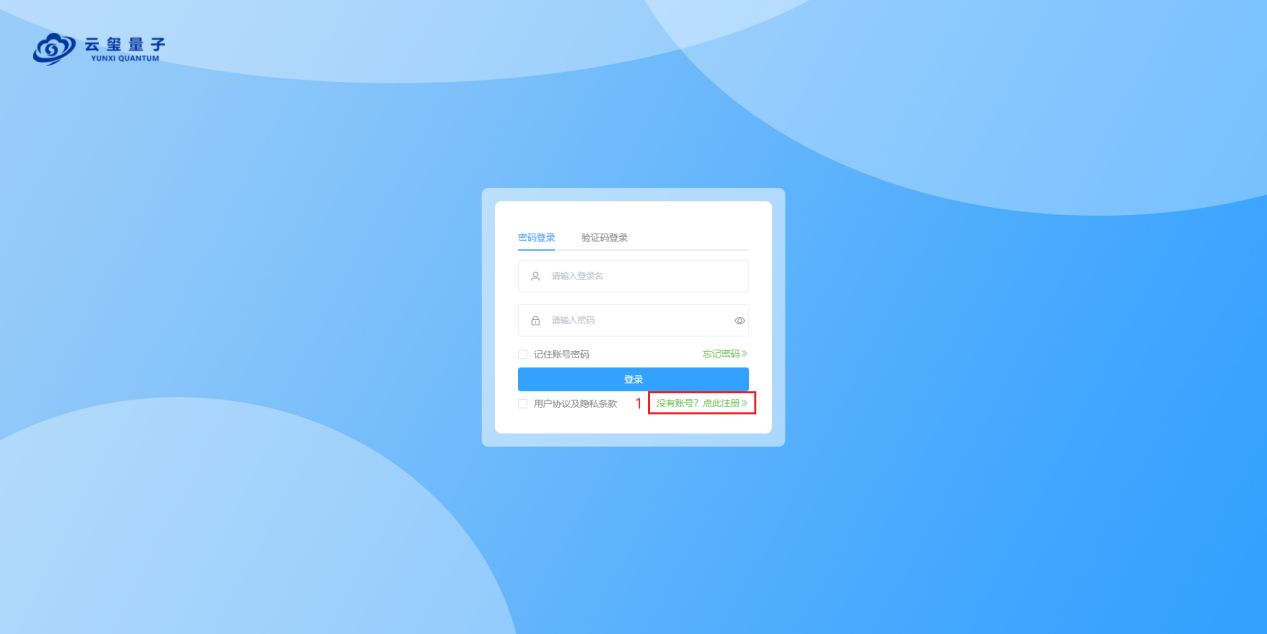 云玺量子
YUNXI QUANTUM
密码登录 验证码登录
请输入登录名
请输入密码
记住账号密码 忘记密码»
登录
用户协议及隐私条款 1 没有账号? 点此注册»